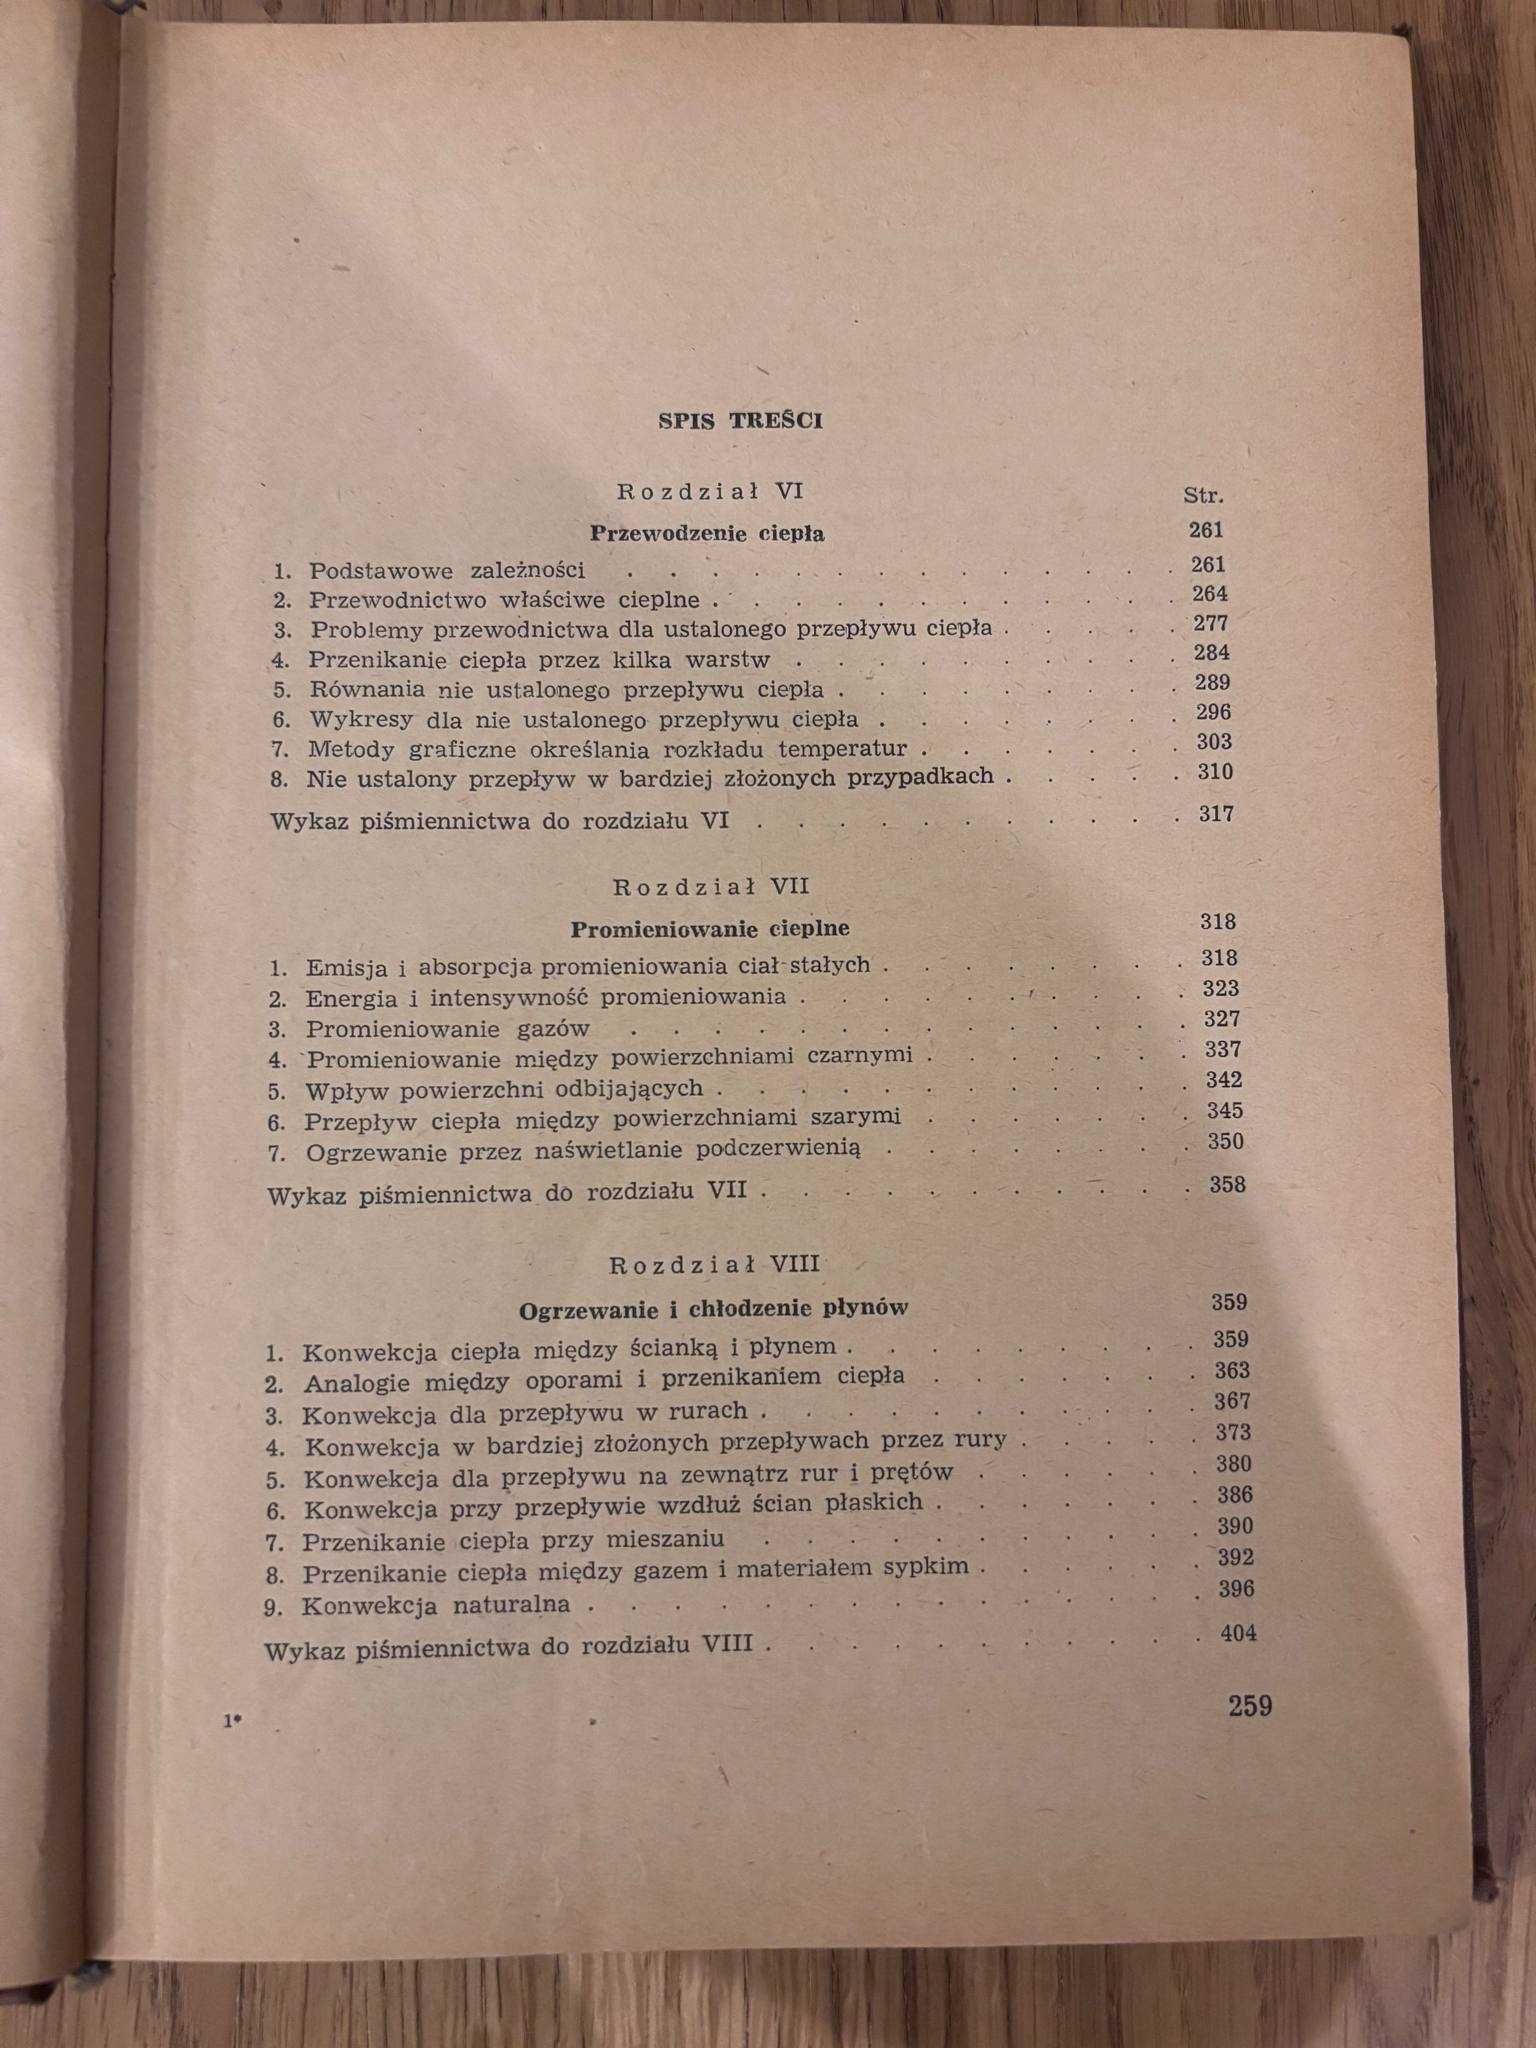 SPIS TREŚCI
Rozdział VI Str.
Przewodzenie ciepła 261
1. Podstawowe zależności . . . . . . . . . . . . . . 261
2. Przewodnictwo właściwe cieplne . . . . . . . . . . . . 264
3. Problemy przewodnictwa dla ustalonego przepływu ciepła . . . . . 277
4. Przenikanie ciepła przez kilka warstw . . . . . . . . . . 284
5. Równania nie ustalonego przepływu ciepła . . . . . . . . . 289
6. Wykresy dla nie ustalonego przepływu ciepła . . . . . . . . 296
7. Metody graficzne określania rozkładu temperatur . . . . . . . 303
8. Nie ustalony przepływ w bardziej złożonych przypadkach . . . . . 310
Wykaz piśmiennictwa do rozdziału VI . . . . . . . . . . . 317
Rozdział VII
Promieniowanie cieplne 318
1. Emisja i absorpcja promieniowania ciał stałych . . . . . . . . 318
2. Energia i intensywność promieniowania . . . . . . . . . . 323
3. Promieniowanie gazów . . . . . . . . . . . . . . 327
4. Promieniowanie między powierzchniami czarnymi . . . . . . . 337
5. Wpływ powierzchni odbijających . . . . . . . . . . . . 342
6. Przepływ ciepła między powierzchniami szarymi . . . . . . . 345
7. Ogrzewanie przez naświetlanie podczerwienią . . . . . . . . 350
Wykaz piśmiennictwa do rozdziału VII . . . . . . . . . . . 358
Rozdział VIII
Ogrzewanie i chłodzenie płynów 359
1. Konwekcja ciepła między ścianką i płynem . . . . . . . . . 359
2. Analogie między oporami i przenikaniem ciepła . . . . . . . 363
3. Konwekcja dla przepływu w rurach . . . . . . . . . . . 367
4. Konwekcja w bardziej złożonych przepływach przez rury . . . . . 373
5. Konwekcja dla przepływu na zewnątrz rur i prętów . . . . . . 380
6. Konwekcja przy przepływie wzdłuż ścian płaskich . . . . . . . 386
7. Przenikanie ciepła przy mieszaniu . . . . . . . . . . . 390
8. Przenikanie ciepła między gazem i materiałem sypkim . . . . . . 392
9. Konwekcja naturalna . . . . . . . . . . . . . . . 396
Wykaz piśmiennictwa do rozdziału VIII . . . . . . . . . . . 404
1* 259